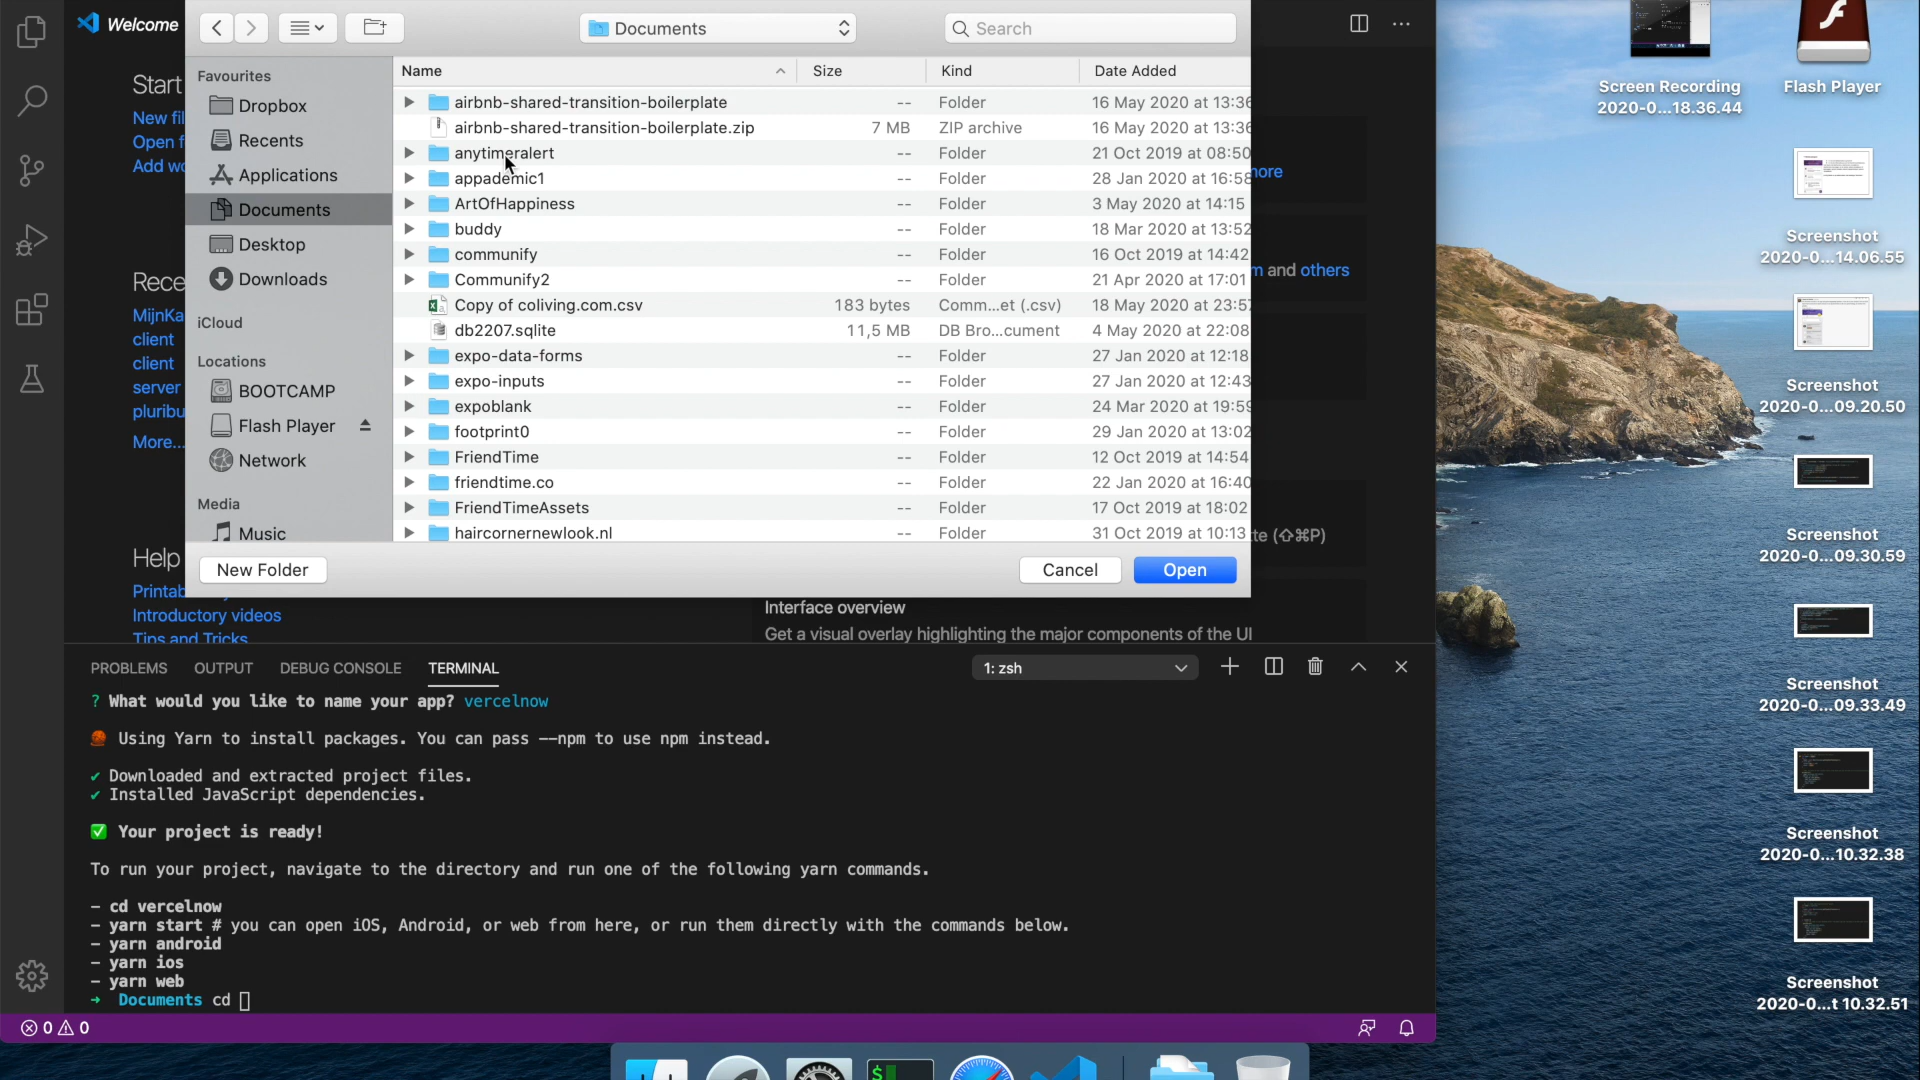 Welcome
Documents
Search
Favourites
Dropbox
Recents
Applications
Documents
Desktop
Downloads
iCloud
Locations
BOOTCAMP
Flash Player
Network
Media
Music
Name Size Kind Date Added
airbnb-shared-transition-boilerplate -- Folder 16 May 2020 at 13:36
airbnb-shared-transition-boilerplate.zip 7 MB ZIP archive 16 May 2020 at 13:36
anytimeralert -- Folder 21 Oct 2019 at 08:50
appademic1 -- Folder 28 Jan 2020 at 16:58
ArtOfHappiness -- Folder 3 May 2020 at 14:15
buddy -- Folder 18 Mar 2020 at 13:52
communify -- Folder 16 Oct 2019 at 14:42
Communify2 -- Folder 21 Apr 2020 at 17:01
Copy of coliving.com.csv 183 bytes Comm...et (.csv) 18 May 2020 at 23:5
db2207.sqlite 11,5 MB DB Bro...cument 4 May 2020 at 22:08
expo-data-forms -- Folder 27 Jan 2020 at 12:18
expo-inputs -- Folder 27 Jan 2020 at 12:43
expoblank -- Folder 24 Mar 2020 at 19:59
footprint0 -- Folder 29 Jan 2020 at 13:02
FriendTime -- Folder 12 Oct 2019 at 14:54
friendtime.co -- Folder 22 Jan 2020 at 16:40
FriendTimeAssets -- Folder 17 Oct 2019 at 18:02
haircornernewlook.nl -- Folder 31 Oct 2019 at 10:13
New Folder Cancel Open
Start
New fil
Open f
Add wo
Rece
MijnKa
client
client
server
pluribu
More...
Help
Printab
Introductory videos
Tips and Tricks
ore
and others
te (⇧⌘P)
Interface overview
Get a visual overlay highlighting the major components of the UI
PROBLEMS OUTPUT DEBUG CONSOLE TERMINAL 1: zsh
? What would you like to name your app? vercelnow
Using Yarn to install packages. You can pass --npm to use npm instead.
✔ Downloaded and extracted project files.
✔ Installed JavaScript dependencies.
✅ Your project is ready!
To run your project, navigate to the directory and run one of the following yarn commands.
- cd vercelnow
- yarn start # you can open iOS, Android, or web from here, or run them directly with the commands below.
- yarn android
- yarn ios
- yarn web
➜ Documents cd
0 0
Screen Recording
2020-0...18.36.44
Flash Player
Screenshot
2020-0...14.06.55
Screenshot
2020-0...09.20.50
Screenshot
2020-0...09.30.59
Screenshot
2020-0...09.33.49
Screenshot
2020-0...10.32.38
Screenshot
2020-0...t 10.32.51